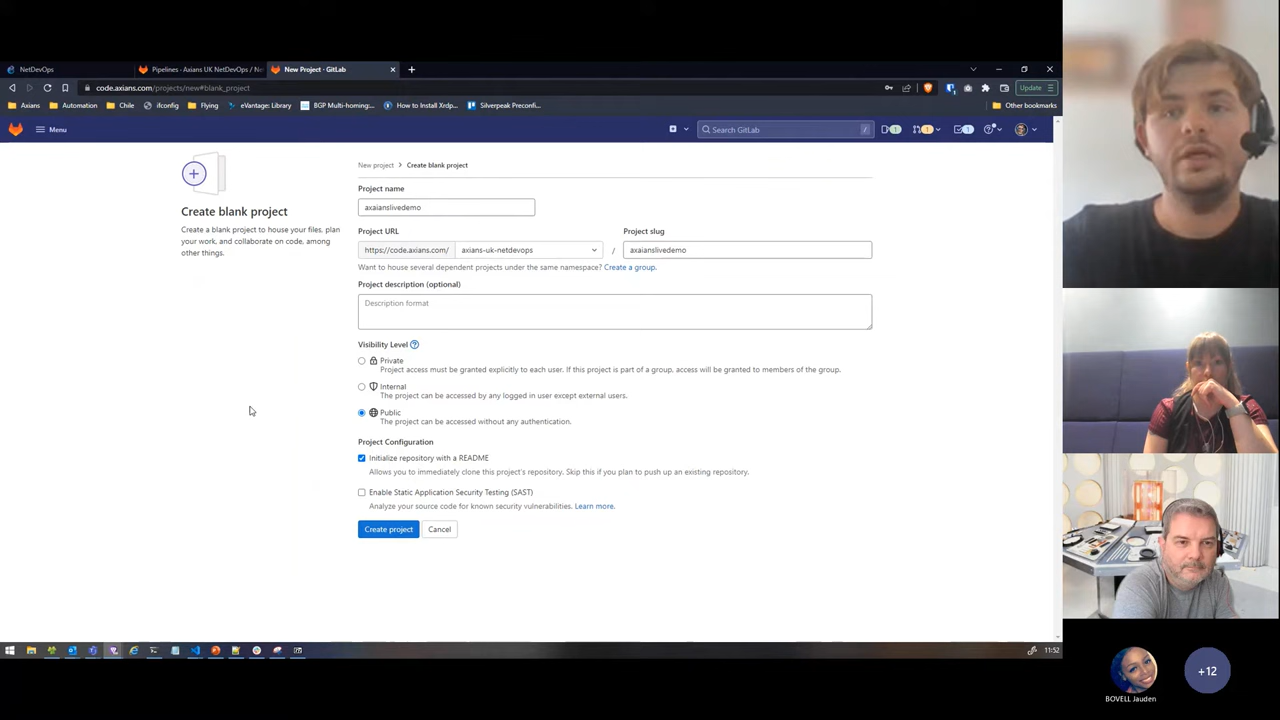 NetDevOps
Pipelines · Axians UK NetDevOps / Ne
New Project · GitLab
code.axians.com/projects/new#blank_project
Update
Axians
Automation
Chile
ifconfig
Flying
eVantage: Library
BGP Multi-homing:...
How to Install Xrdp...
Silverpeak Preconfi...
Other bookmarks
Menu
Search GitLab
/
1
1
1
New project > Create blank project
Create blank project
Create a blank project to house your files, plan
your work, and collaborate on code, among
other things.
Project name
axaianslivedemo
Project URL
Project slug
https://code.axians.com/
axians-uk-netdevops
/
axaianslivedemo
Want to house several dependent projects under the same namespace? Create a group.
Project description (optional)
Description format
Visibility Level
Private
Project access must be granted explicitly to each user. If this project is part of a group, access will be granted to members of the group.
Internal
The project can be accessed by any logged in user except external users.
Public
The project can be accessed without any authentication.
Project Configuration
Initialize repository with a README
Allows you to immediately clone this project's repository. Skip this if you plan to push up an existing repository.
Enable Static Application Security Testing (SAST)
Analyze your source code for known security vulnerabilities. Learn more.
Create project
Cancel
11:52
BOVELL Jauden
+12